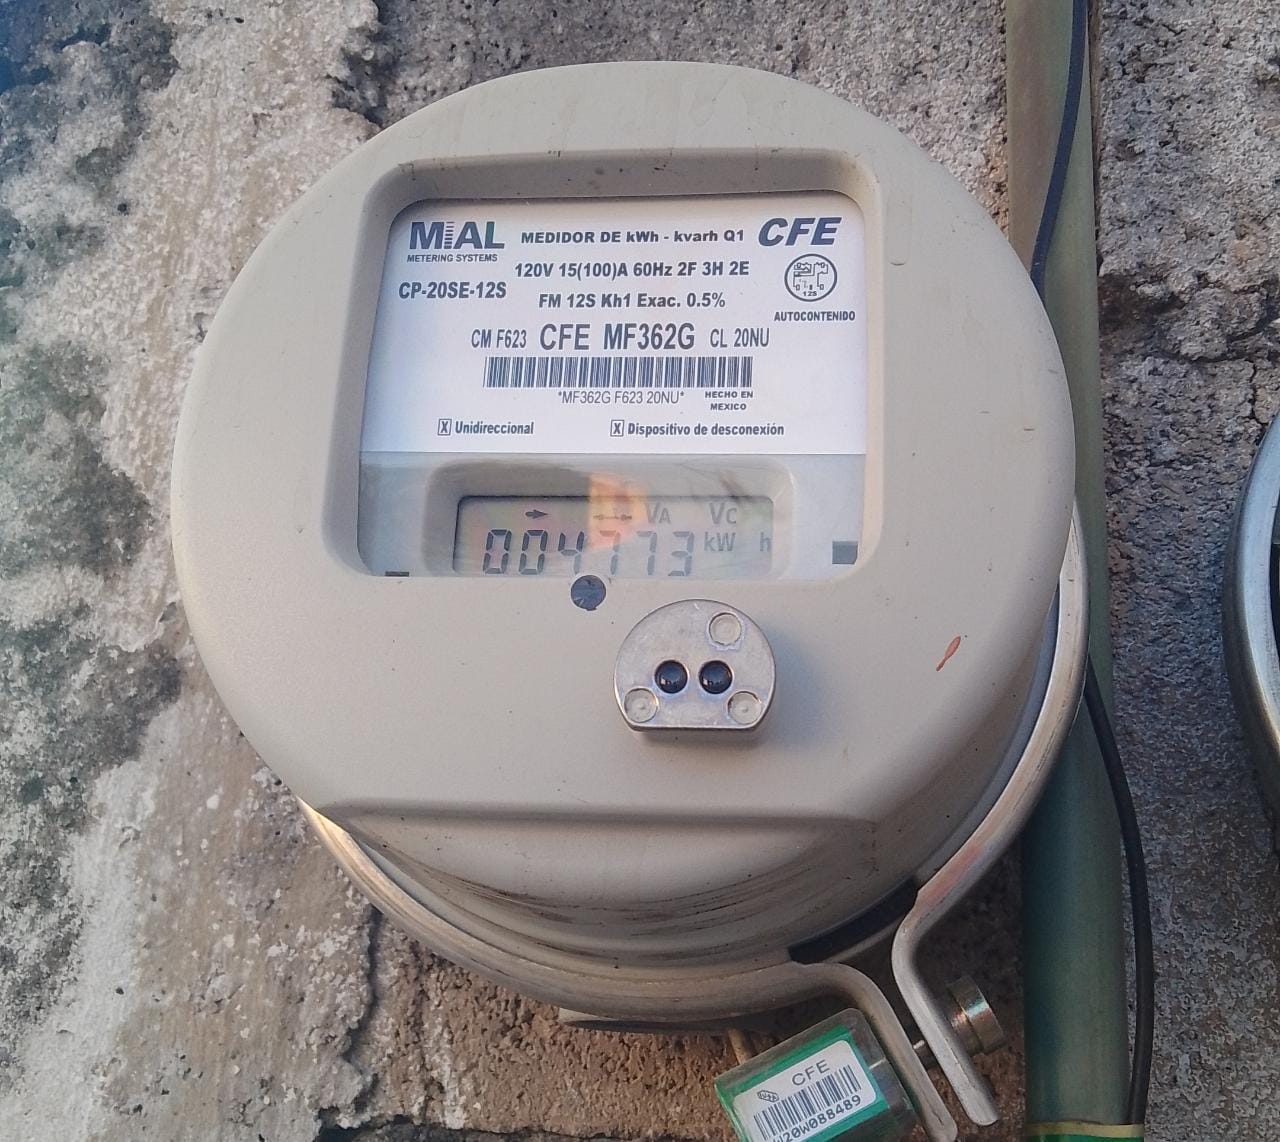 MIAL
METERING SYSTEMS
MEDIDOR DE kWh - kvarh Q1
CFE
120V 15(100)A 60Hz 2F 3H 2E
CP-20SE-12S
FM 12S Kh1 Exac. 0.5%
12S
AUTOCONTENIDO
CM F623 CFE MF362G CL 20NU
*MF362G F623 20NU*
HECHO EN
MEXICO
X Unidireccional
X Dispositivo de desconexión
VA VC
004773 kW h
CFE
W20W088489